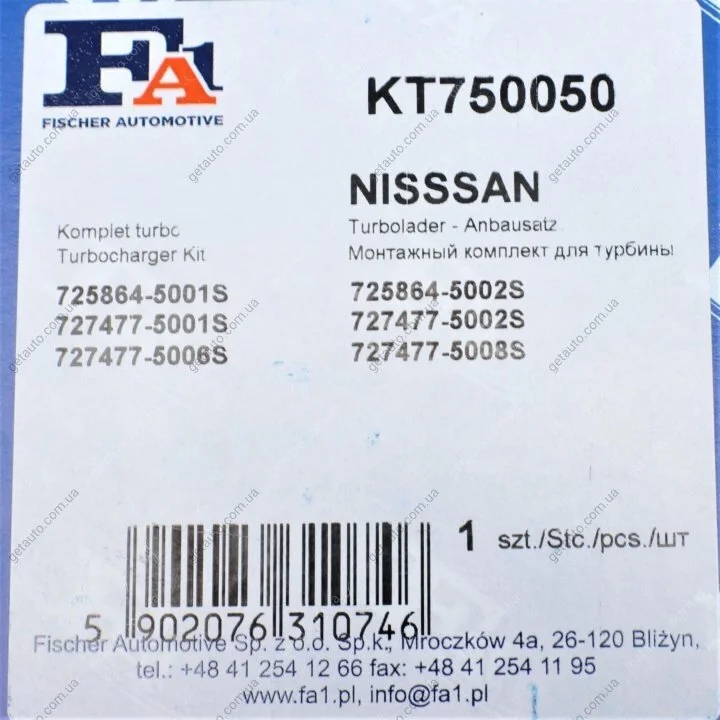 FA1
FISCHER AUTOMOTIVE
KT750050
NISSSAN
Komplet turbo
Turbocharger Kit
Turbolader - Anbausatz
Монтажный комплект для турбины
725864-5001S
727477-5001S
727477-5006S
725864-5002S
727477-5002S
727477-5008S
1 szt./Stc./pcs./шт
5 902076 310746
Fischer Automotive Sp. z o.o. Sp.k., Mroczków 4a, 26-120 Bliżyn,
tel.: +48 41 254 12 66 fax: +48 41 254 11 95
www.fa1.pl, info@fa1.pl
getauto.com.ua